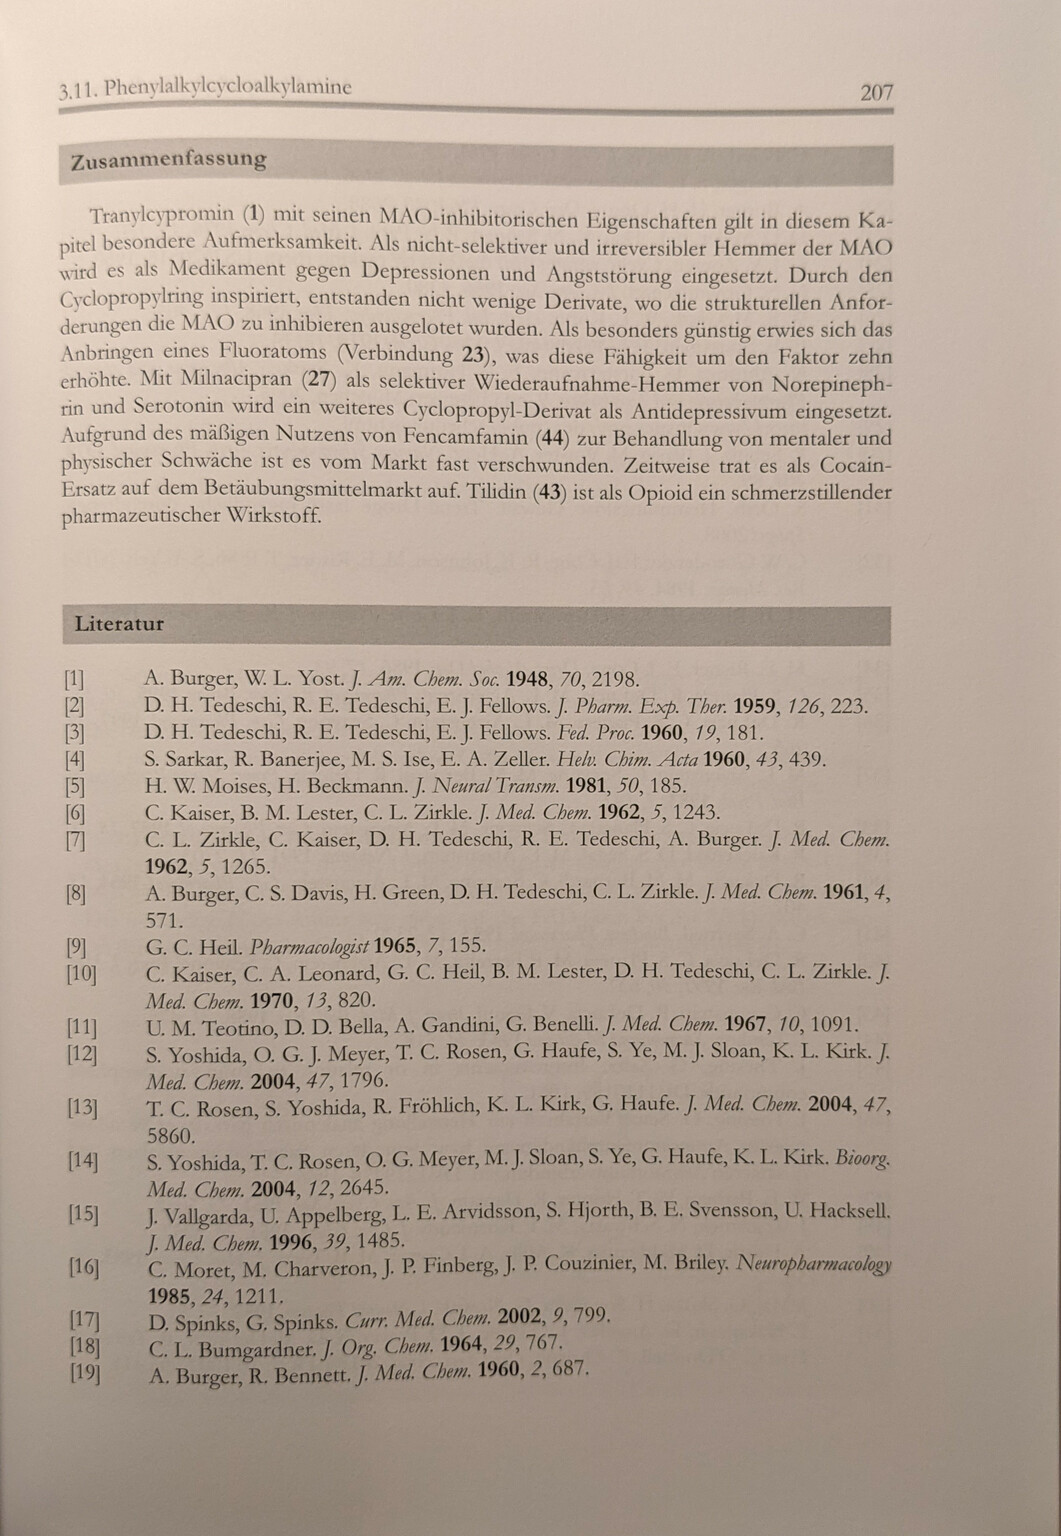 3.11. Phenylalkylcycloalkylamine
207
Zusammenfassung
Tranylcypromin (1) mit seinen MAO-inhibitorischen Eigenschaften gilt in diesem Ka-
pitel besondere Aufmerksamkeit. Als nicht-selektiver und irreversibler Hemmer der MAO
wird es als Medikament gegen Depressionen und Angststörung eingesetzt. Durch den
Cyclopropylring inspiriert, entstanden nicht wenige Derivate, wo die strukturellen Anfor-
derungen die MAO zu inhibieren ausgelotet wurden. Als besonders günstig erwies sich das
Anbringen eines Fluoratoms (Verbindung 23), was diese Fähigkeit um den Faktor zehn
erhöhte. Mit Milnacipran (27) als selektiver Wiederaufnahme-Hemmer von Norepineph-
rin und Serotonin wird ein weiteres Cyclopropyl-Derivat als Antidepressivum eingesetzt.
Aufgrund des mäßigen Nutzens von Fencamfamin (44) zur Behandlung von mentaler und
physischer Schwäche ist es vom Markt fast verschwunden. Zeitweise trat es als Cocain-
Ersatz auf dem Betäubungsmittelmarkt auf. Tilidin (43) ist als Opioid ein schmerzstillender
pharmazeutischer Wirkstoff.
Literatur
[1] A. Burger, W. L. Yost. J. Am. Chem. Soc. 1948, 70, 2198.
[2] D. H. Tedeschi, R. E. Tedeschi, E. J. Fellows. J. Pharm. Exp. Ther. 1959, 126, 223.
[3] D. H. Tedeschi, R. E. Tedeschi, E. J. Fellows. Fed. Proc. 1960, 19, 181.
[4] S. Sarkar, R. Banerjee, M. S. Ise, E. A. Zeller. Helv. Chim. Acta 1960, 43, 439.
[5] H. W. Moises, H. Beckmann. J. Neural Transm. 1981, 50, 185.
[6] C. Kaiser, B. M. Lester, C. L. Zirkle. J. Med. Chem. 1962, 5, 1243.
[7] C. L. Zirkle, C. Kaiser, D. H. Tedeschi, R. E. Tedeschi, A. Burger. J. Med. Chem.
1962, 5, 1265.
[8] A. Burger, C. S. Davis, H. Green, D. H. Tedeschi, C. L. Zirkle. J. Med. Chem. 1961, 4,
571.
[9] G. C. Heil. Pharmacologist 1965, 7, 155.
[10] C. Kaiser, C. A. Leonard, G. C. Heil, B. M. Lester, D. H. Tedeschi, C. L. Zirkle. J.
Med. Chem. 1970, 13, 820.
[11] U. M. Teotino, D. D. Bella, A. Gandini, G. Benelli. J. Med. Chem. 1967, 10, 1091.
[12] S. Yoshida, O. G. J. Meyer, T. C. Rosen, G. Haufe, S. Ye, M. J. Sloan, K. L. Kirk. J.
Med. Chem. 2004, 47, 1796.
[13] T. C. Rosen, S. Yoshida, R. Fröhlich, K. L. Kirk, G. Haufe. J. Med. Chem. 2004, 47,
5860.
[14] S. Yoshida, T. C. Rosen, O. G. Meyer, M. J. Sloan, S. Ye, G. Haufe, K. L. Kirk. Bioorg.
Med. Chem. 2004, 12, 2645.
[15] J. Vallgarda, U. Appelberg, L. E. Arvidsson, S. Hjorth, B. E. Svensson, U. Hacksell.
J. Med. Chem. 1996, 39, 1485.
[16] C. Moret, M. Charveron, J. P. Finberg, J. P. Couzinier, M. Briley. Neuropharmacology
1985, 24, 1211.
[17] D. Spinks, G. Spinks. Curr. Med. Chem. 2002, 9, 799.
[18] C. L. Bumgardner. J. Org. Chem. 1964, 29, 767.
[19] A. Burger, R. Bennett. J. Med. Chem. 1960, 2, 687.